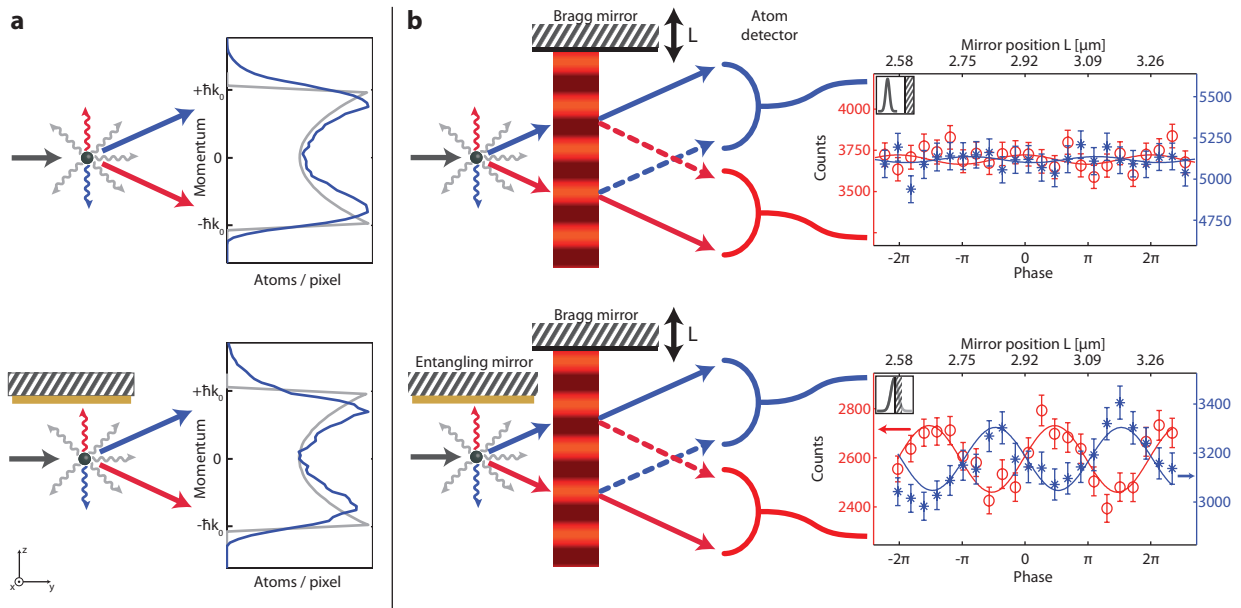 a
+ħk₀
0
-ħk₀
Momentum
Atoms / pixel
+ħk₀
0
-ħk₀
Momentum
Atoms / pixel
z
x
y
b
Bragg mirror
L
Atom
detector
Mirror position L [µm]
2.58 2.75 2.92 3.09 3.26
4000
3750
3500
Counts
5500
5250
5000
4750
-2π -π 0 π 2π
Phase
Bragg mirror
L
Entangling mirror
Mirror position L [µm]
2.58 2.75 2.92 3.09 3.26
2800
2600
2400
Counts
3400
3200
3000
-2π -π 0 π 2π
Phase